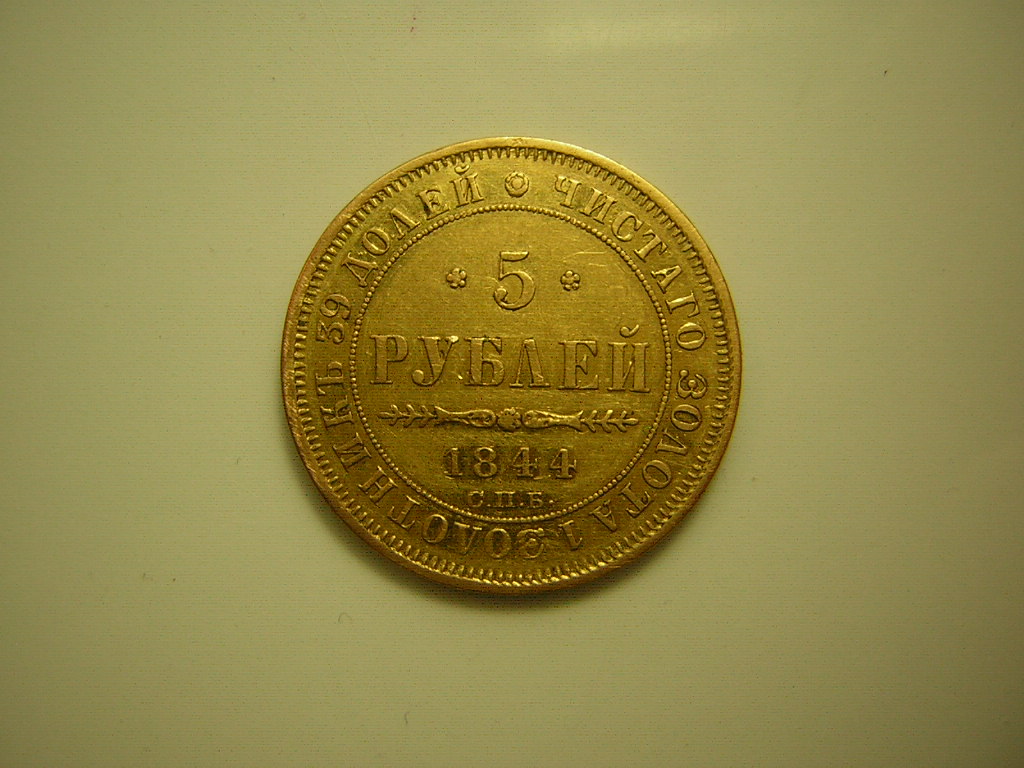 5
РУБЛЕЙ
1844
С.П.Б.
ЧИСТАГО ЗОЛОТА 1 ЗОЛОТНИКЪ 39 ДОЛЕЙ